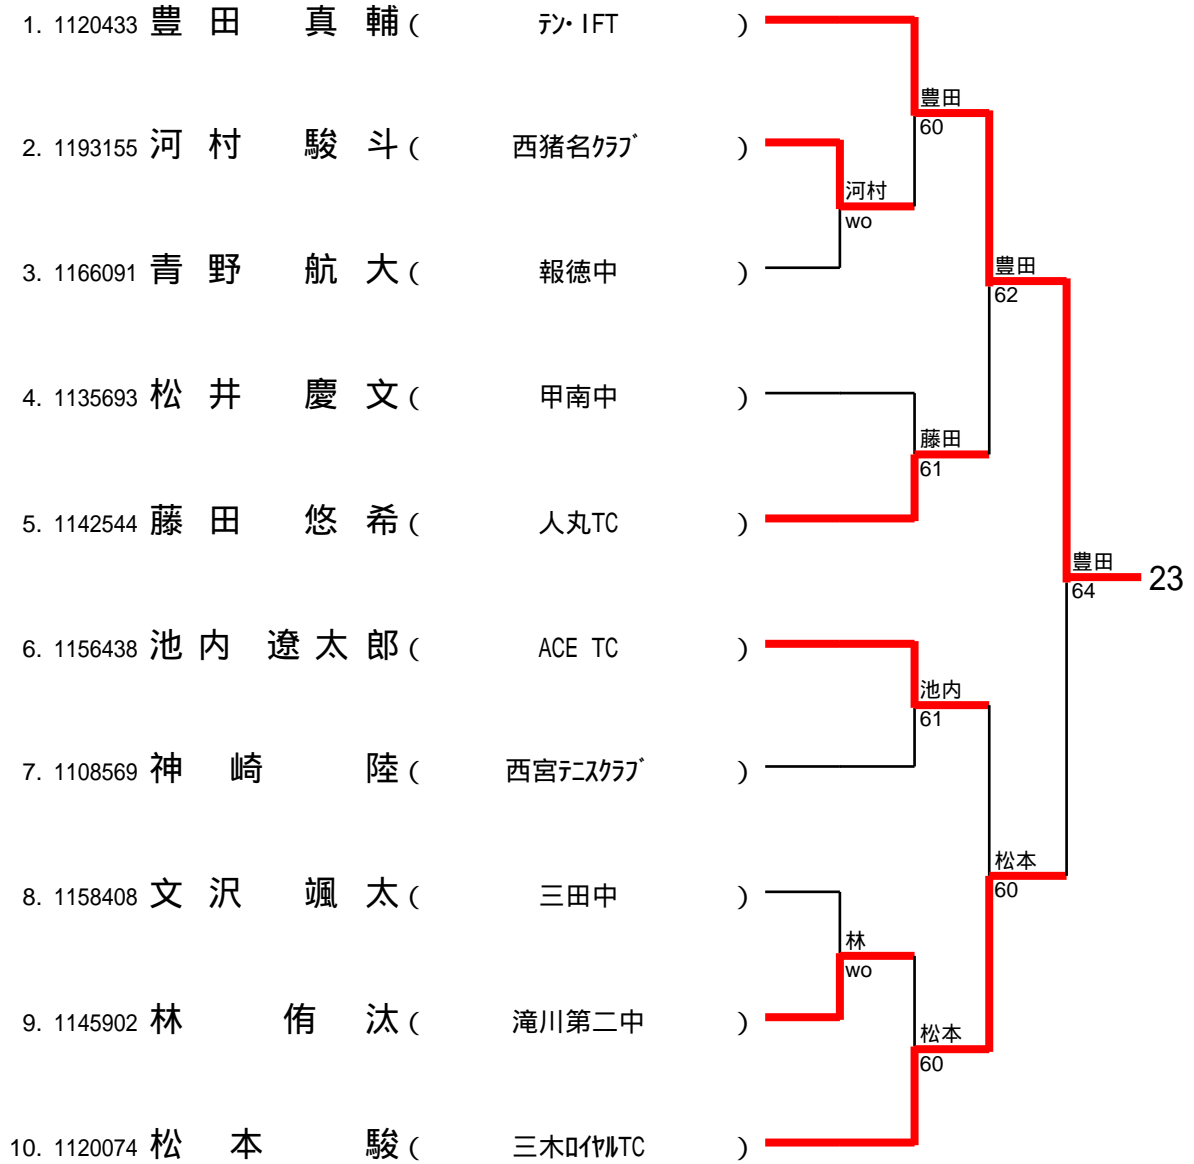 1. 1120433 豊田 真輔 ( テン・IFT )
豊田
60
2. 1193155 河村 駿斗 ( 西猪名クラブ )
河村
wo
3. 1166091 青野 航大 ( 報徳中 )
豊田
62
4. 1135693 松井 慶文 ( 甲南中 )
藤田
61
5. 1142544 藤田 悠希 ( 人丸TC )
豊田
64
23
6. 1156438 池内 遼太郎 ( ACE TC )
池内
61
7. 1108569 神崎 陸 ( 西宮テニスクラブ )
松本
60
8. 1158408 文沢 颯太 ( 三田中 )
林
wo
9. 1145902 林 侑汰 ( 滝川第二中 )
松本
60
10. 1120074 松本 駿 ( 三木ロイヤルTC )